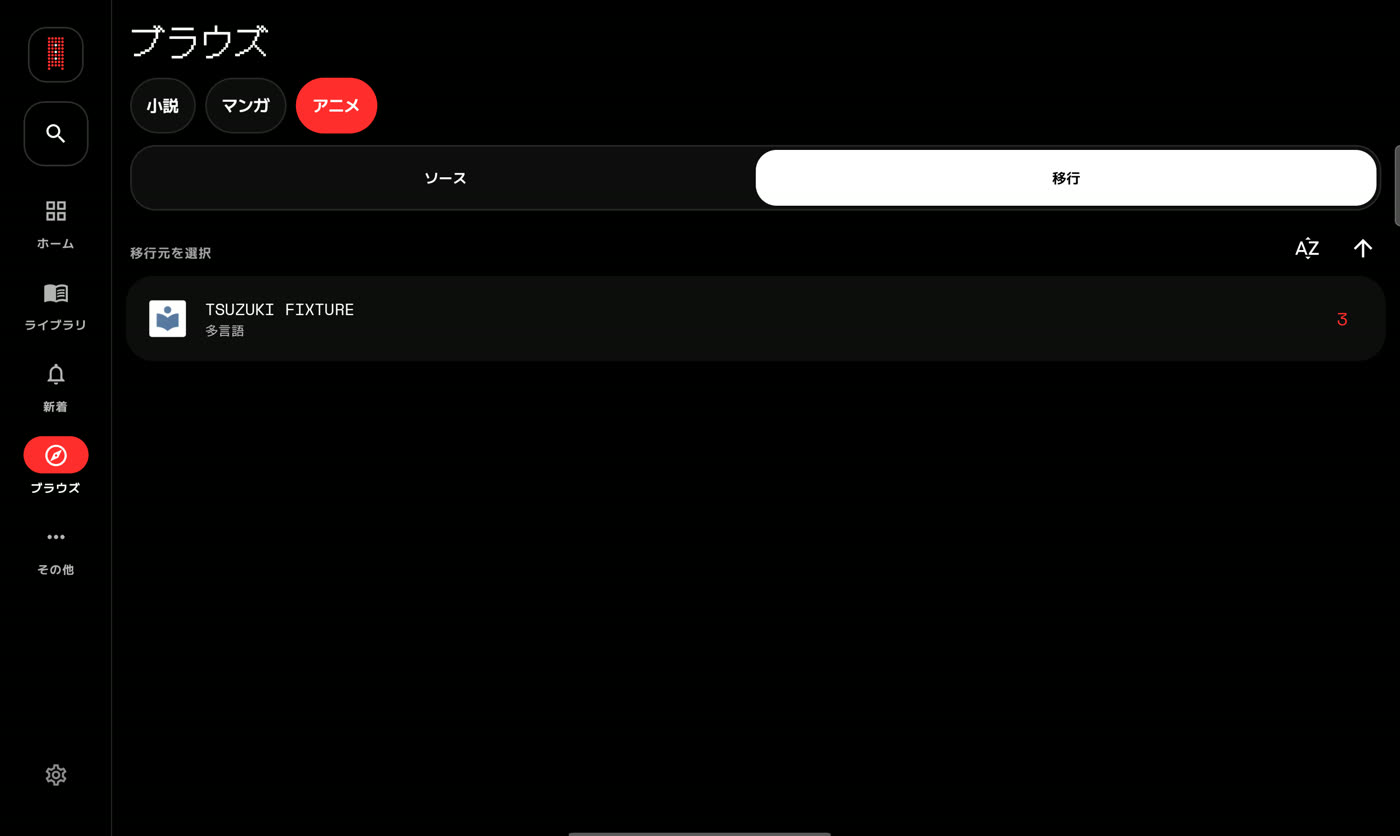 ブラウズ
小説
マンガ
アニメ
ソース
移行
ホーム
移行元を選択
AZ
TSUZUKI FIXTURE
多言語
3
ライブラリ
新着
ブラウズ
その他